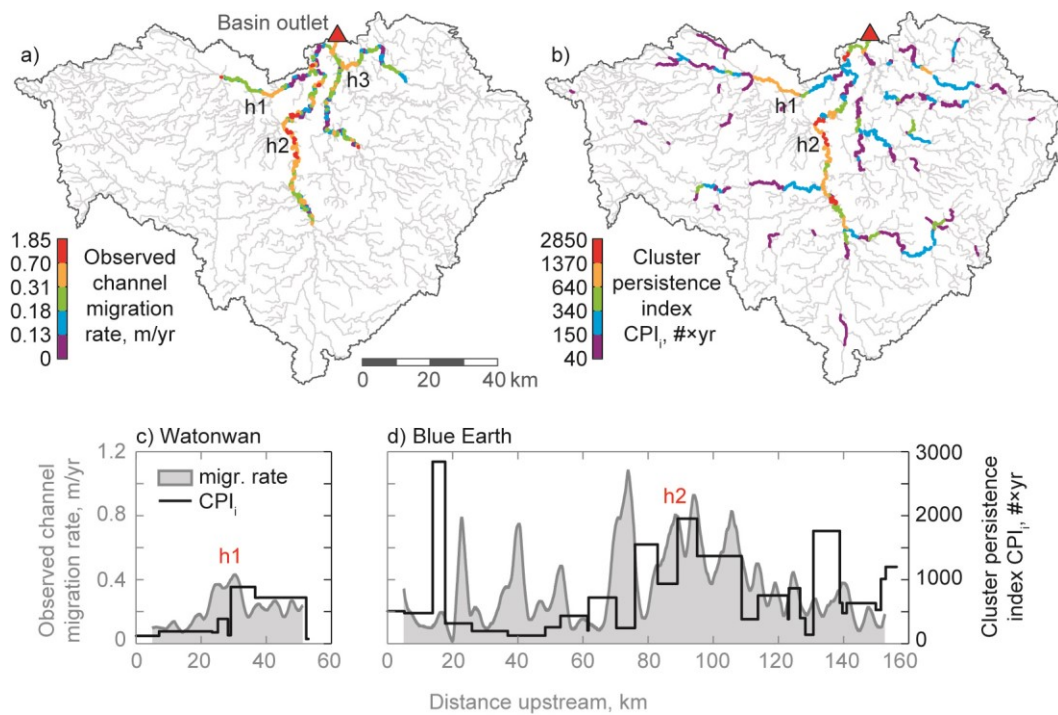 Basin outlet
a)
h1
h2
h3
1.85
0.70
0.31
0.18
0.13
0
Observed
channel
migration
rate, m/yr
0 20 40 km
b)
h1
h2
2850
1370
640
340
150
40
Cluster
persistence
index
CPIi, #×yr
c) Watonwan
1.2
0.8
0.4
0
Observed channel
migration rate, m/yr
migr. rate
CPIi
h1
0 20 40 60
d) Blue Earth
h2
3000
2000
1000
0
Cluster persistence
index CPIi, #×yr
0 20 40 60 80 100 120 140 160
Distance upstream, km